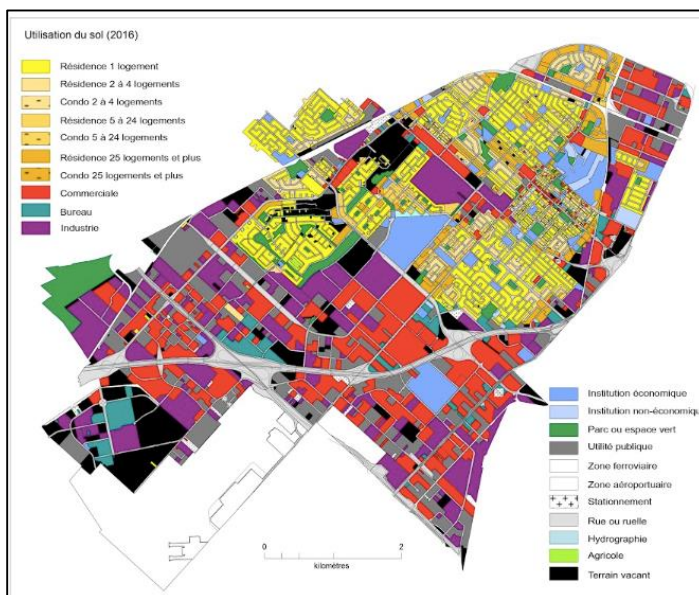 Utilisation du sol (2016)
Résidence 1 logement
Résidence 2 à 4 logements
Condo 2 à 4 logements
Résidence 5 à 24 logements
Condo 5 à 24 logements
Résidence 25 logements et plus
Condo 25 logements et plus
Commerciale
Bureau
Industrie
Institution économique
Institution non-économiqu
Parc ou espace vert
Utilité publique
Zone ferroviaire
Zone aéroportuaire
Stationnement
Rue ou ruelle
Hydrographie
Agricole
Terrain vacant
0 2
kilomètres